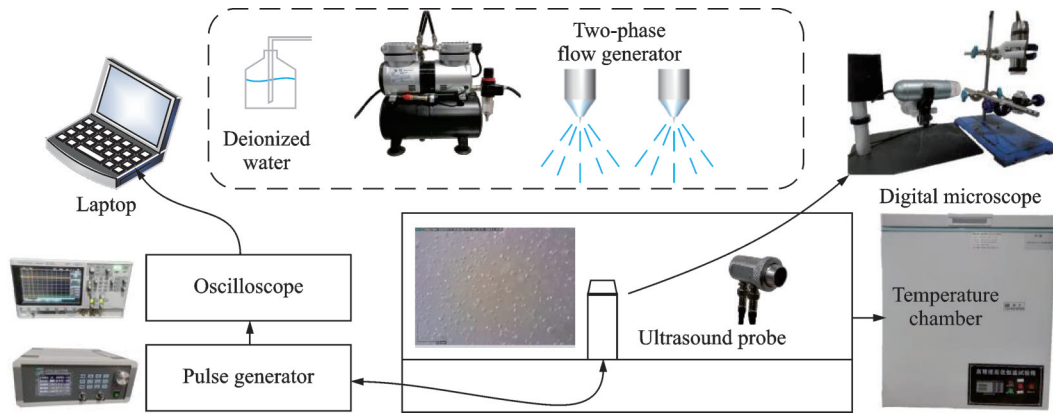 Two-phase
flow generator
Deionized
water
Laptop
Digital microscope
Oscilloscope
Temperature
chamber
Ultrasound probe
Pulse generator